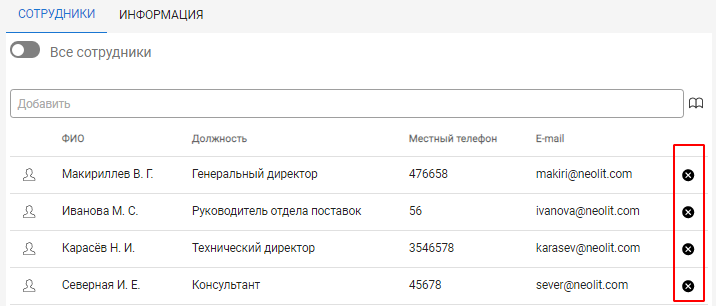 СОТРУДНИКИ ИНФОРМАЦИЯ
Все сотрудники
Добавить
ФИО Должность Местный телефон E-mail
Макириллев В. Г. Генеральный директор 476658 makiri@neolit.com
Иванова М. С. Руководитель отдела поставок 56 ivanova@neolit.com
Карасёв Н. И. Технический директор 3546578 karasev@neolit.com
Северная И. Е. Консультант 45678 sever@neolit.com